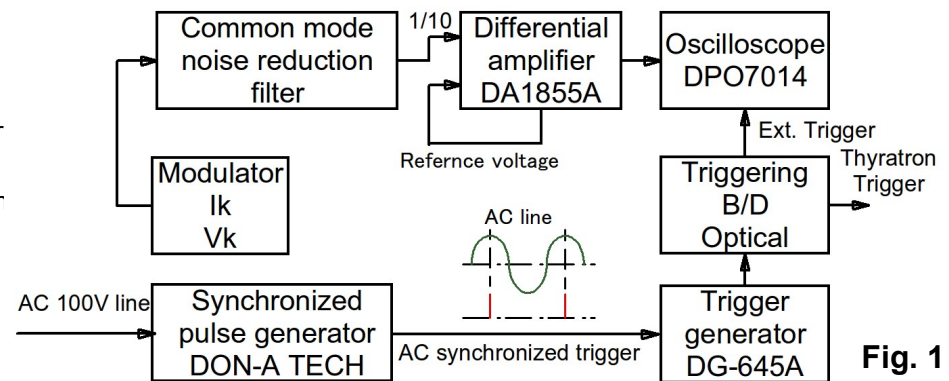 Common mode
noise reduction
filter
1/10
Differential
amplifier
DA1855A
Oscilloscope
DPO7014
Refernce voltage
Ext. Trigger
Thyratron
Trigger
Modulator
Ik
Vk
Triggering
B/D
Optical
AC line
AC 100V line
Synchronized
pulse generator
DON-A TECH
AC synchronized trigger
Trigger
generator
DG-645A
Fig. 1